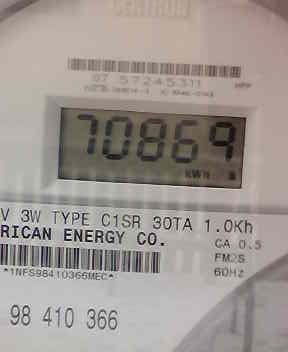 CENTRON
07 57245311
70869
kWh
V 3W TYPE C1SR 30TA 1.0Kh
RICAN ENERGY CO.
CA 0.5
FM2S
60Hz
*1NFS98410366MEC*
98 410 366